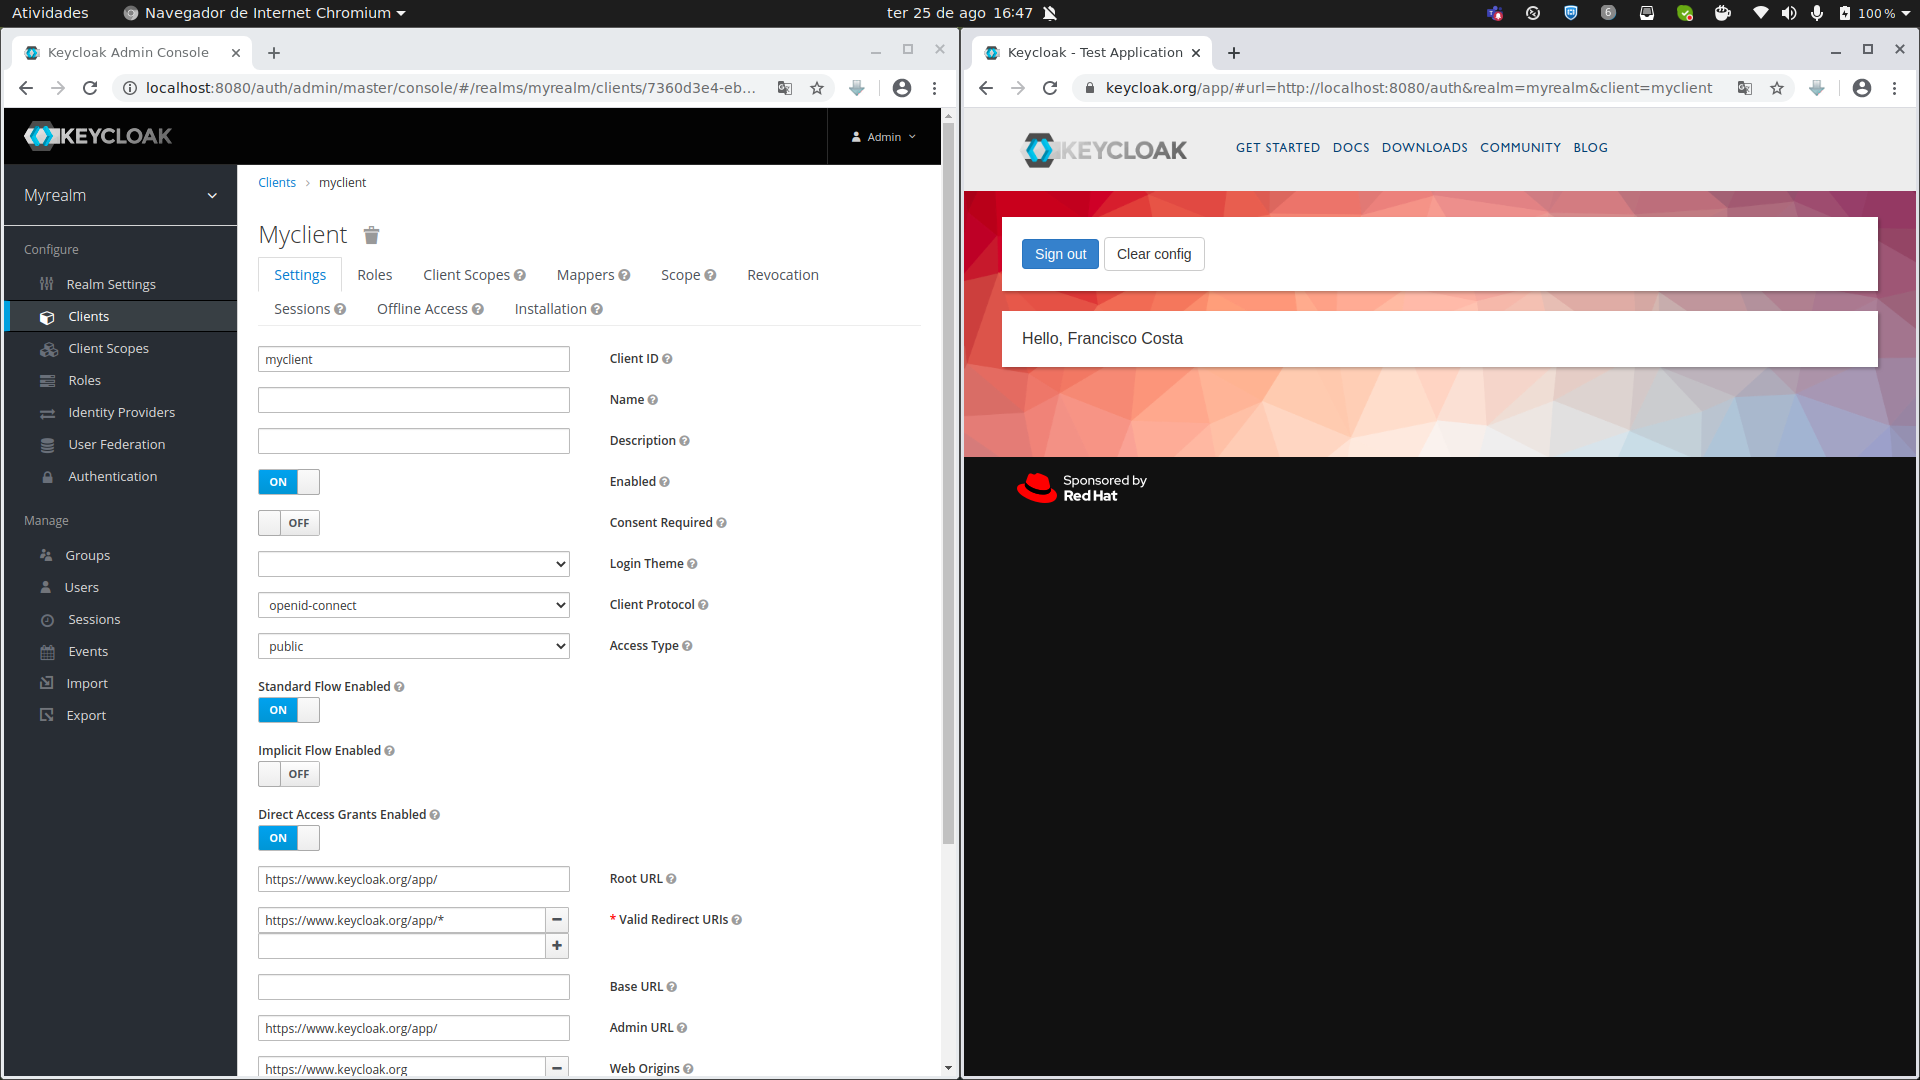 Atividades
Navegador de Internet Chromium
ter 25 de ago 16:47
6
100 %
Keycloak Admin Console
localhost:8080/auth/admin/master/console/#/realms/myrealm/clients/7360d3e4-eb...
KEYCLOAK
Admin
Myrealm
Configure
Realm Settings
Clients
Client Scopes
Roles
Identity Providers
User Federation
Authentication
Manage
Groups
Users
Sessions
Events
Import
Export
Clients > myclient
Myclient
Settings Roles Client Scopes Mappers Scope Revocation
Sessions Offline Access Installation
myclient Client ID
Name
Description
ON Enabled
OFF Consent Required
Login Theme
openid-connect Client Protocol
public Access Type
Standard Flow Enabled
ON
Implicit Flow Enabled
OFF
Direct Access Grants Enabled
ON
https://www.keycloak.org/app/ Root URL
https://www.keycloak.org/app/* * Valid Redirect URIs
Base URL
https://www.keycloak.org/app/ Admin URL
https://www.keycloak.org Web Origins
Keycloak - Test Application
keycloak.org/app/#url=http://localhost:8080/auth&realm=myrealm&client=myclient
KEYCLOAK
GET STARTED DOCS DOWNLOADS COMMUNITY BLOG
Sign out Clear config
Hello, Francisco Costa
Sponsored by
Red Hat